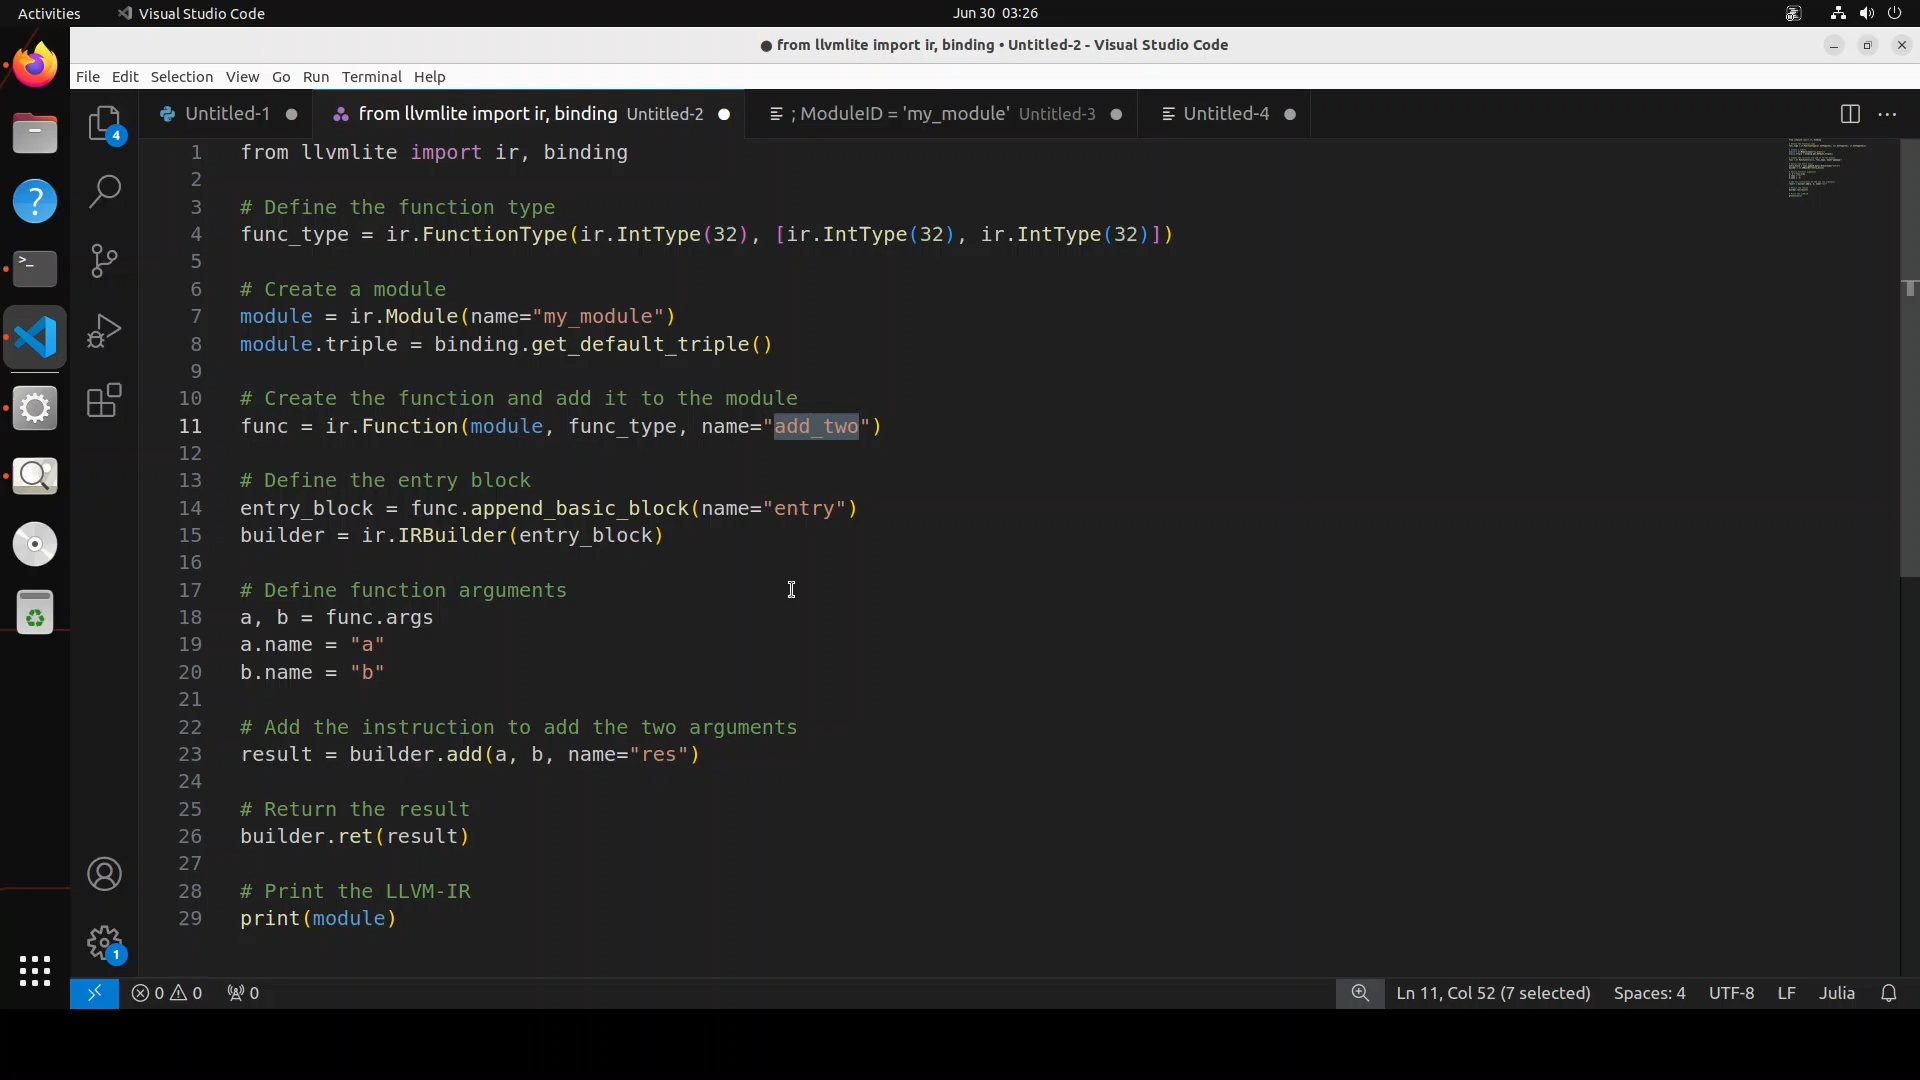 Activities
Visual Studio Code
Jun 30 03:26
● from llvmlite import ir, binding • Untitled-2 - Visual Studio Code
File Edit Selection View Go Run Terminal Help
Untitled-1
from llvmlite import ir, binding Untitled-2
; ModuleID = 'my_module' Untitled-3
Untitled-4
4
1 from llvmlite import ir, binding
2
3 # Define the function type
4 func_type = ir.FunctionType(ir.IntType(32), [ir.IntType(32), ir.IntType(32)])
5
6 # Create a module
7 module = ir.Module(name="my_module")
8 module.triple = binding.get_default_triple()
9
10 # Create the function and add it to the module
11 func = ir.Function(module, func_type, name="add_two")
12
13 # Define the entry block
14 entry_block = func.append_basic_block(name="entry")
15 builder = ir.IRBuilder(entry_block)
16
17 # Define function arguments
18 a, b = func.args
19 a.name = "a"
20 b.name = "b"
21
22 # Add the instruction to add the two arguments
23 result = builder.add(a, b, name="res")
24
25 # Return the result
26 builder.ret(result)
27
28 # Print the LLVM-IR
29 print(module)
1
0 0 0
Ln 11, Col 52 (7 selected) Spaces: 4 UTF-8 LF Julia